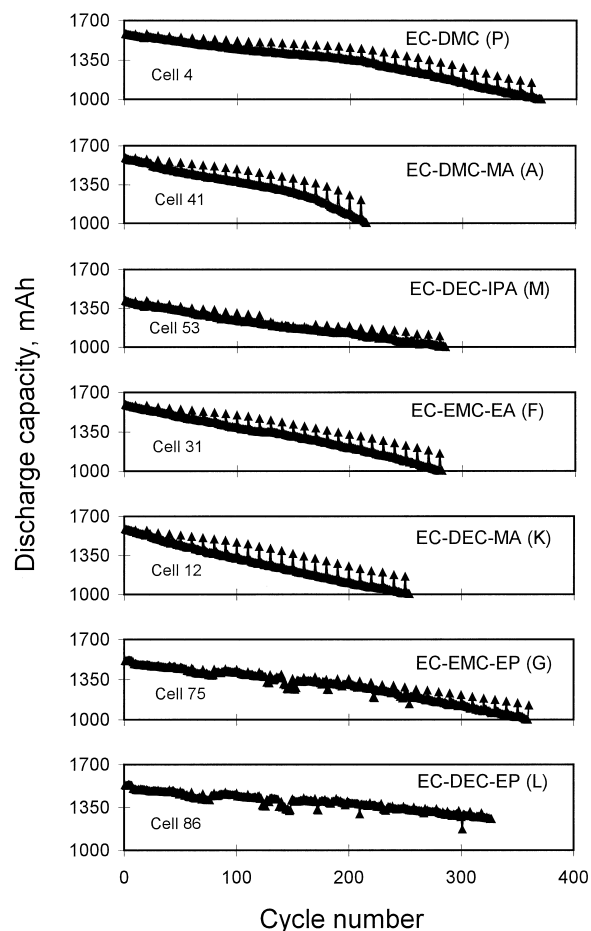 1700
EC-DMC (P)
1350
Cell 4
1000
1700
EC-DMC-MA (A)
1350
Cell 41
1000
1700
EC-DEC-IPA (M)
1350
Cell 53
1000
1700
EC-EMC-EA (F)
1350
Cell 31
1000
1700
EC-DEC-MA (K)
1350
Cell 12
1000
1700
EC-EMC-EP (G)
1350
Cell 75
1000
1700
EC-DEC-EP (L)
1350
Cell 86
1000
0 100 200 300 400
Cycle number
Discharge capacity, mAh